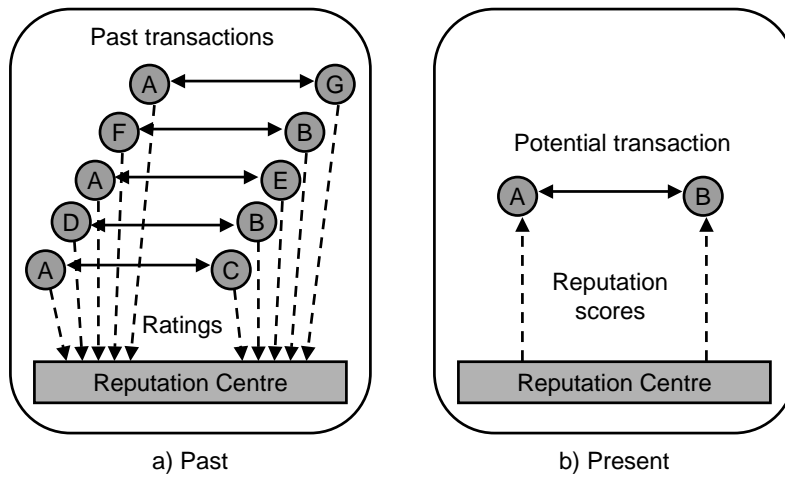 Past transactions
A G
F B
A E
D B
A C
Ratings
Reputation Centre
a) Past
Potential transaction
A B
Reputation
scores
Reputation Centre
b) Present